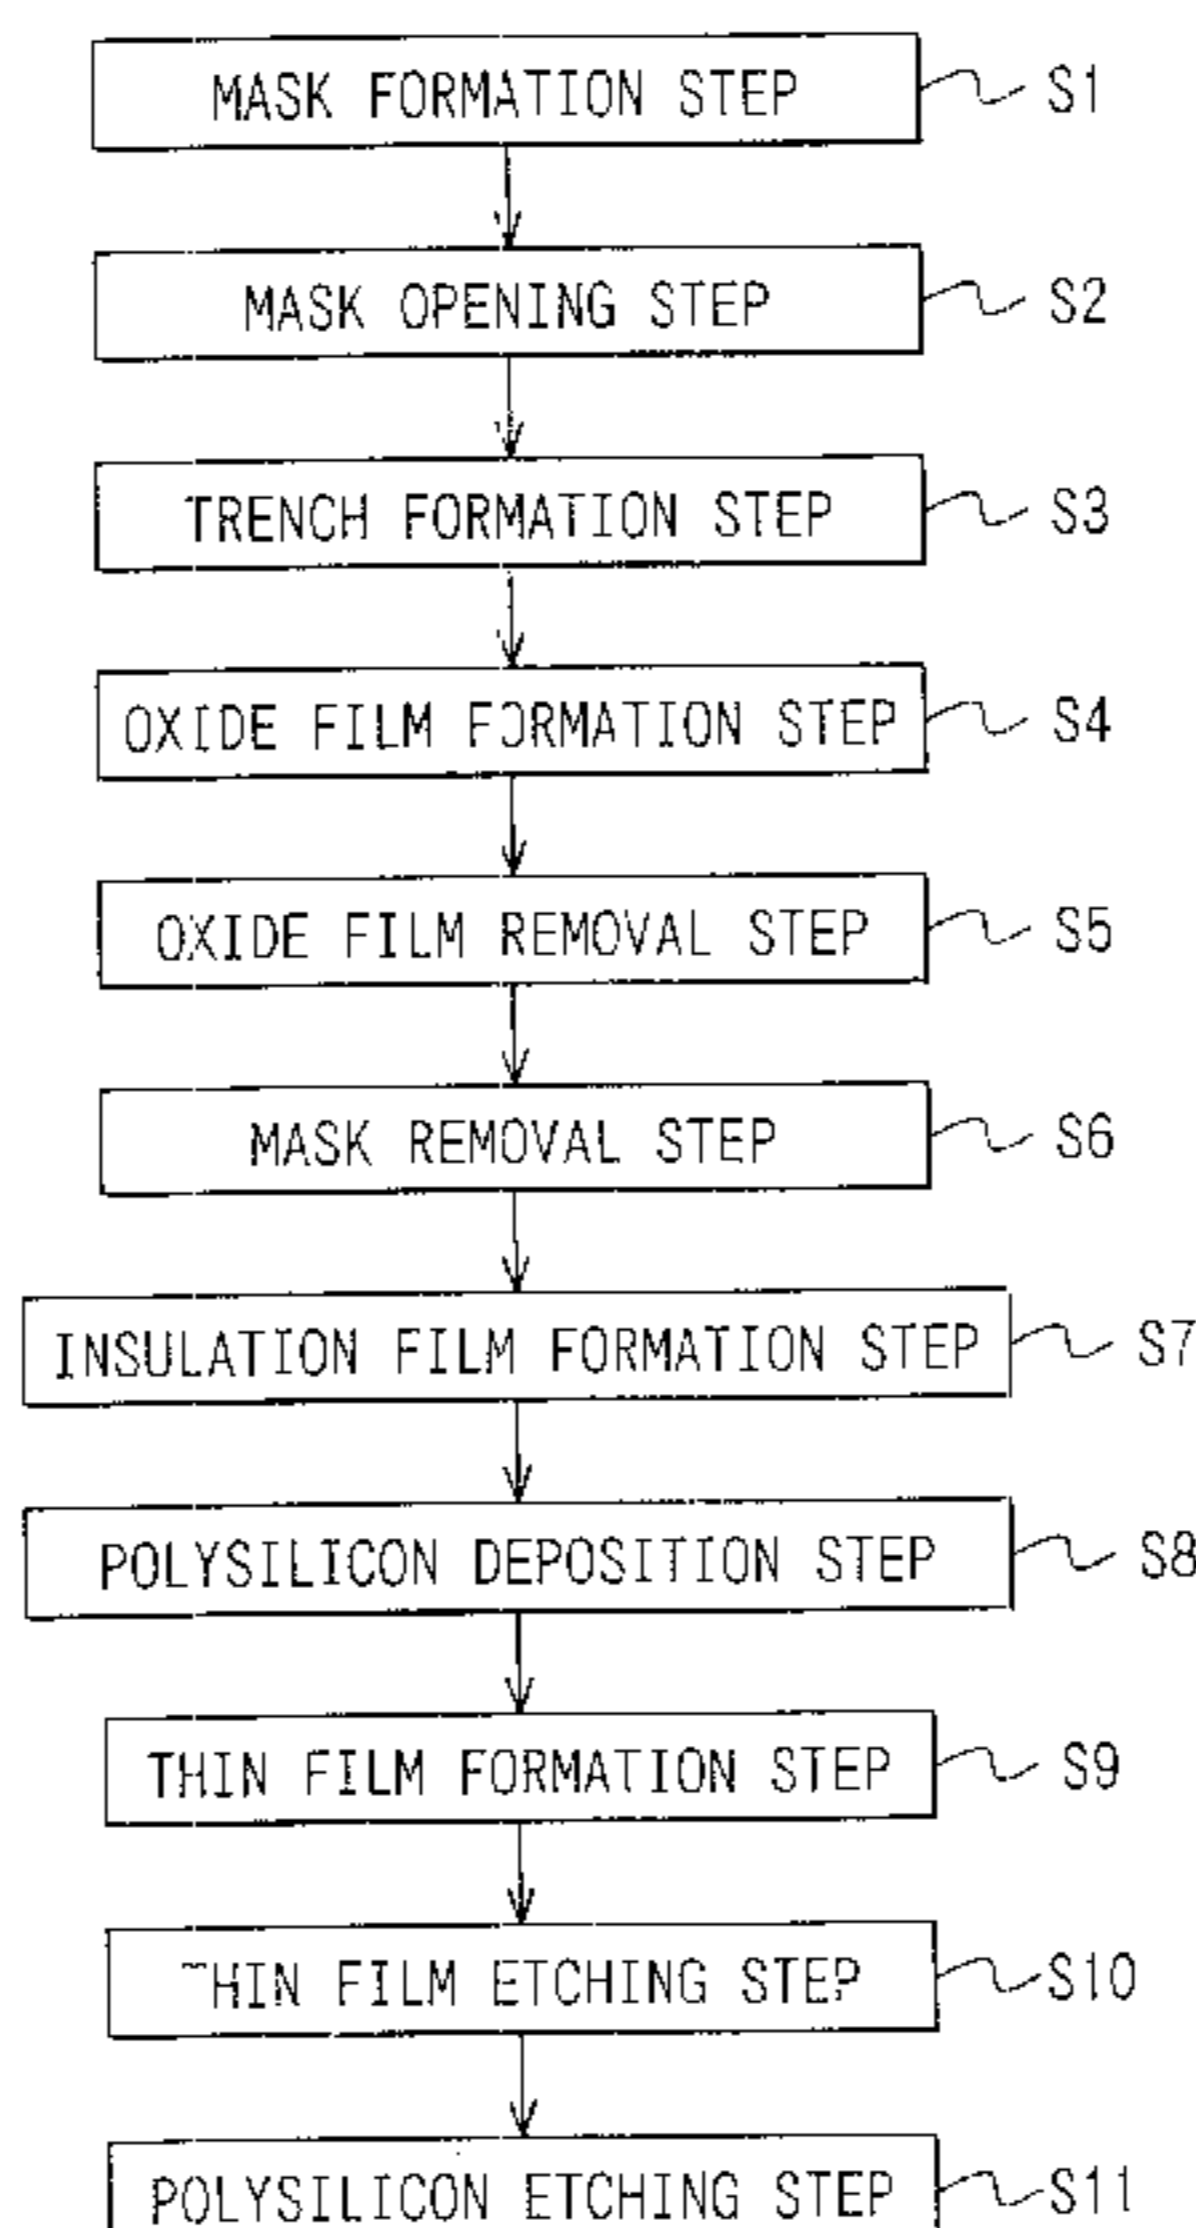 MASK FORMATION STEP S1
MASK OPENING STEP S2
TRENCH FORMATION STEP S3
OXIDE FILM FORMATION STEP S4
OXIDE FILM REMOVAL STEP S5
MASK REMOVAL STEP S6
INSULATION FILM FORMATION STEP S7
POLYSILICON DEPOSITION STEP S8
THIN FILM FORMATION STEP S9
THIN FILM ETCHING STEP S10
POLYSILICON ETCHING STEP S11